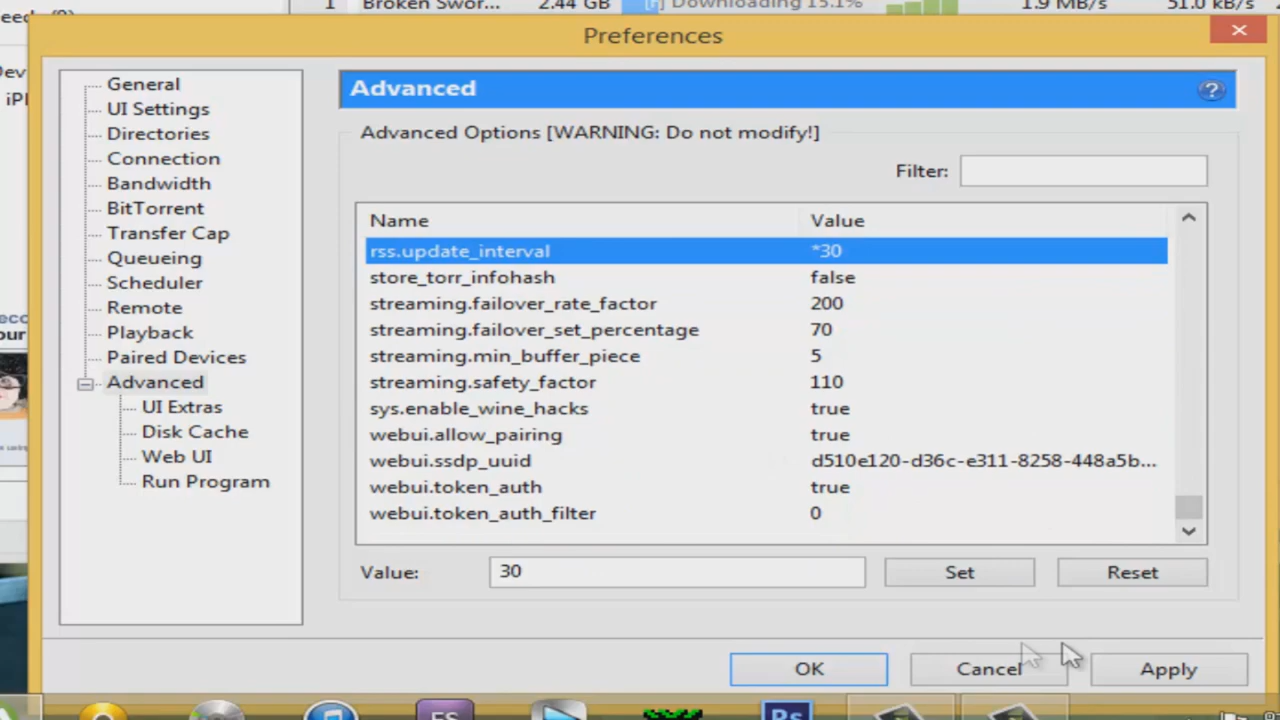 1 Broken Swor... 2.44 GB Downloading 15.1% 1.9 MB/s 51.0 kB/s
Preferences
General
UI Settings
Directories
Connection
Bandwidth
BitTorrent
Transfer Cap
Queueing
Scheduler
Remote
Playback
Paired Devices
Advanced
UI Extras
Disk Cache
Web UI
Run Program
Advanced
Advanced Options [WARNING: Do not modify!]
Filter:
Name Value
rss.update_interval *30
store_torr_infohash false
streaming.failover_rate_factor 200
streaming.failover_set_percentage 70
streaming.min_buffer_piece 5
streaming.safety_factor 110
sys.enable_wine_hacks true
webui.allow_pairing true
webui.ssdp_uuid d510e120-d36c-e311-8258-448a5b...
webui.token_auth true
webui.token_auth_filter 0
Value: 30 Set Reset
OK Cancel Apply
Ps